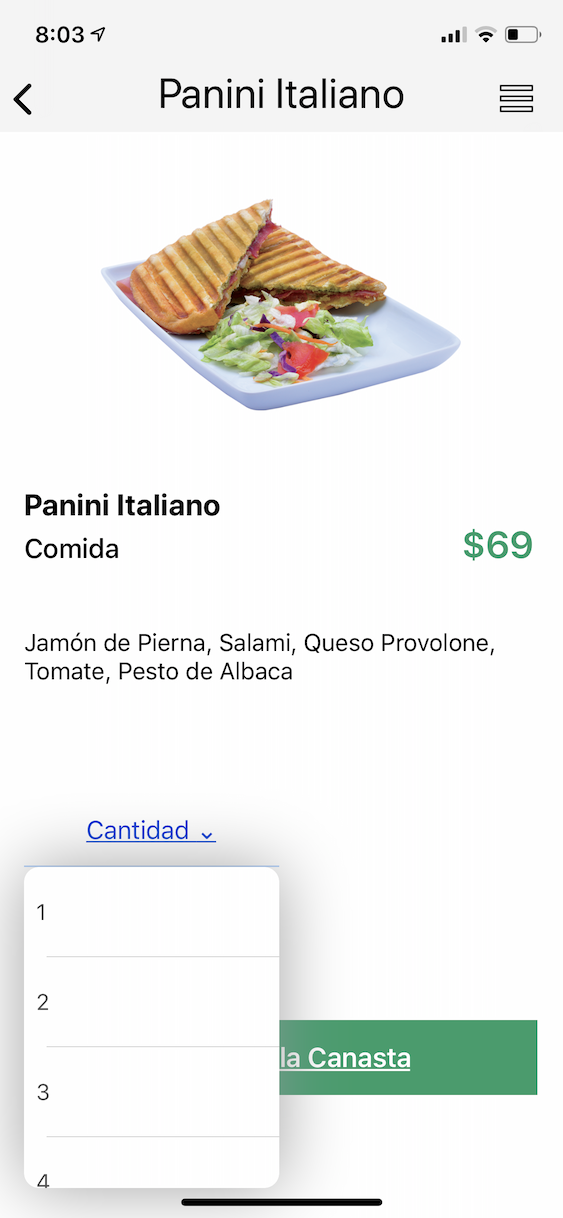 8:03
Panini Italiano
Panini Italiano
Comida
$69
Jamón de Pierna, Salami, Queso Provolone,
Tomate, Pesto de Albaca
Cantidad
1
2
3
la Canasta
4